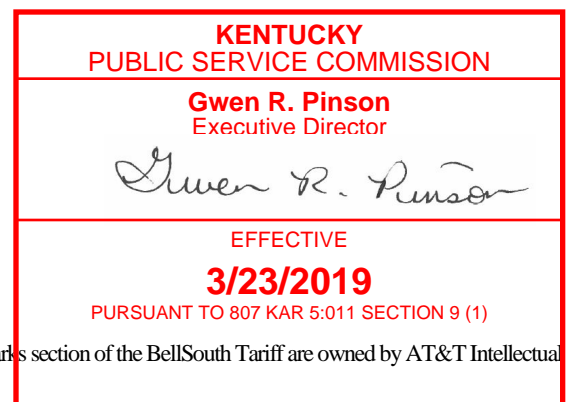 KENTUCKY
PUBLIC SERVICE COMMISSION
Gwen R. Pinson
Executive Director
Gwen R. Pinson
EFFECTIVE
3/23/2019
PURSUANT TO 807 KAR 5:011 SECTION 9 (1)
rks section of the BellSouth Tariff are owned by AT&T Intellectual